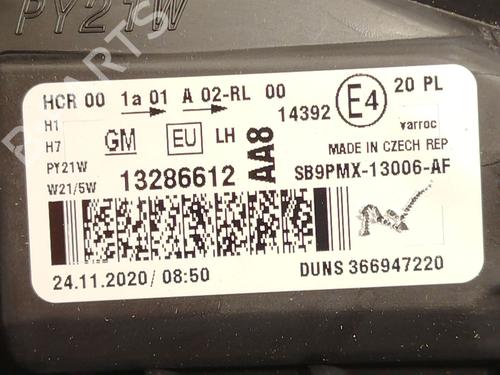 PY21W
HCR 00 1a 01 A 02-RL 00 14392 E4 20 PL
H1
H7
PY21W
W21/5W
GM EU LH AA8
varroc
MADE IN CZECH REP.
13286612 SB9PMX-13006-AF
24.11.2020/ 08:50 DUNS 366947220